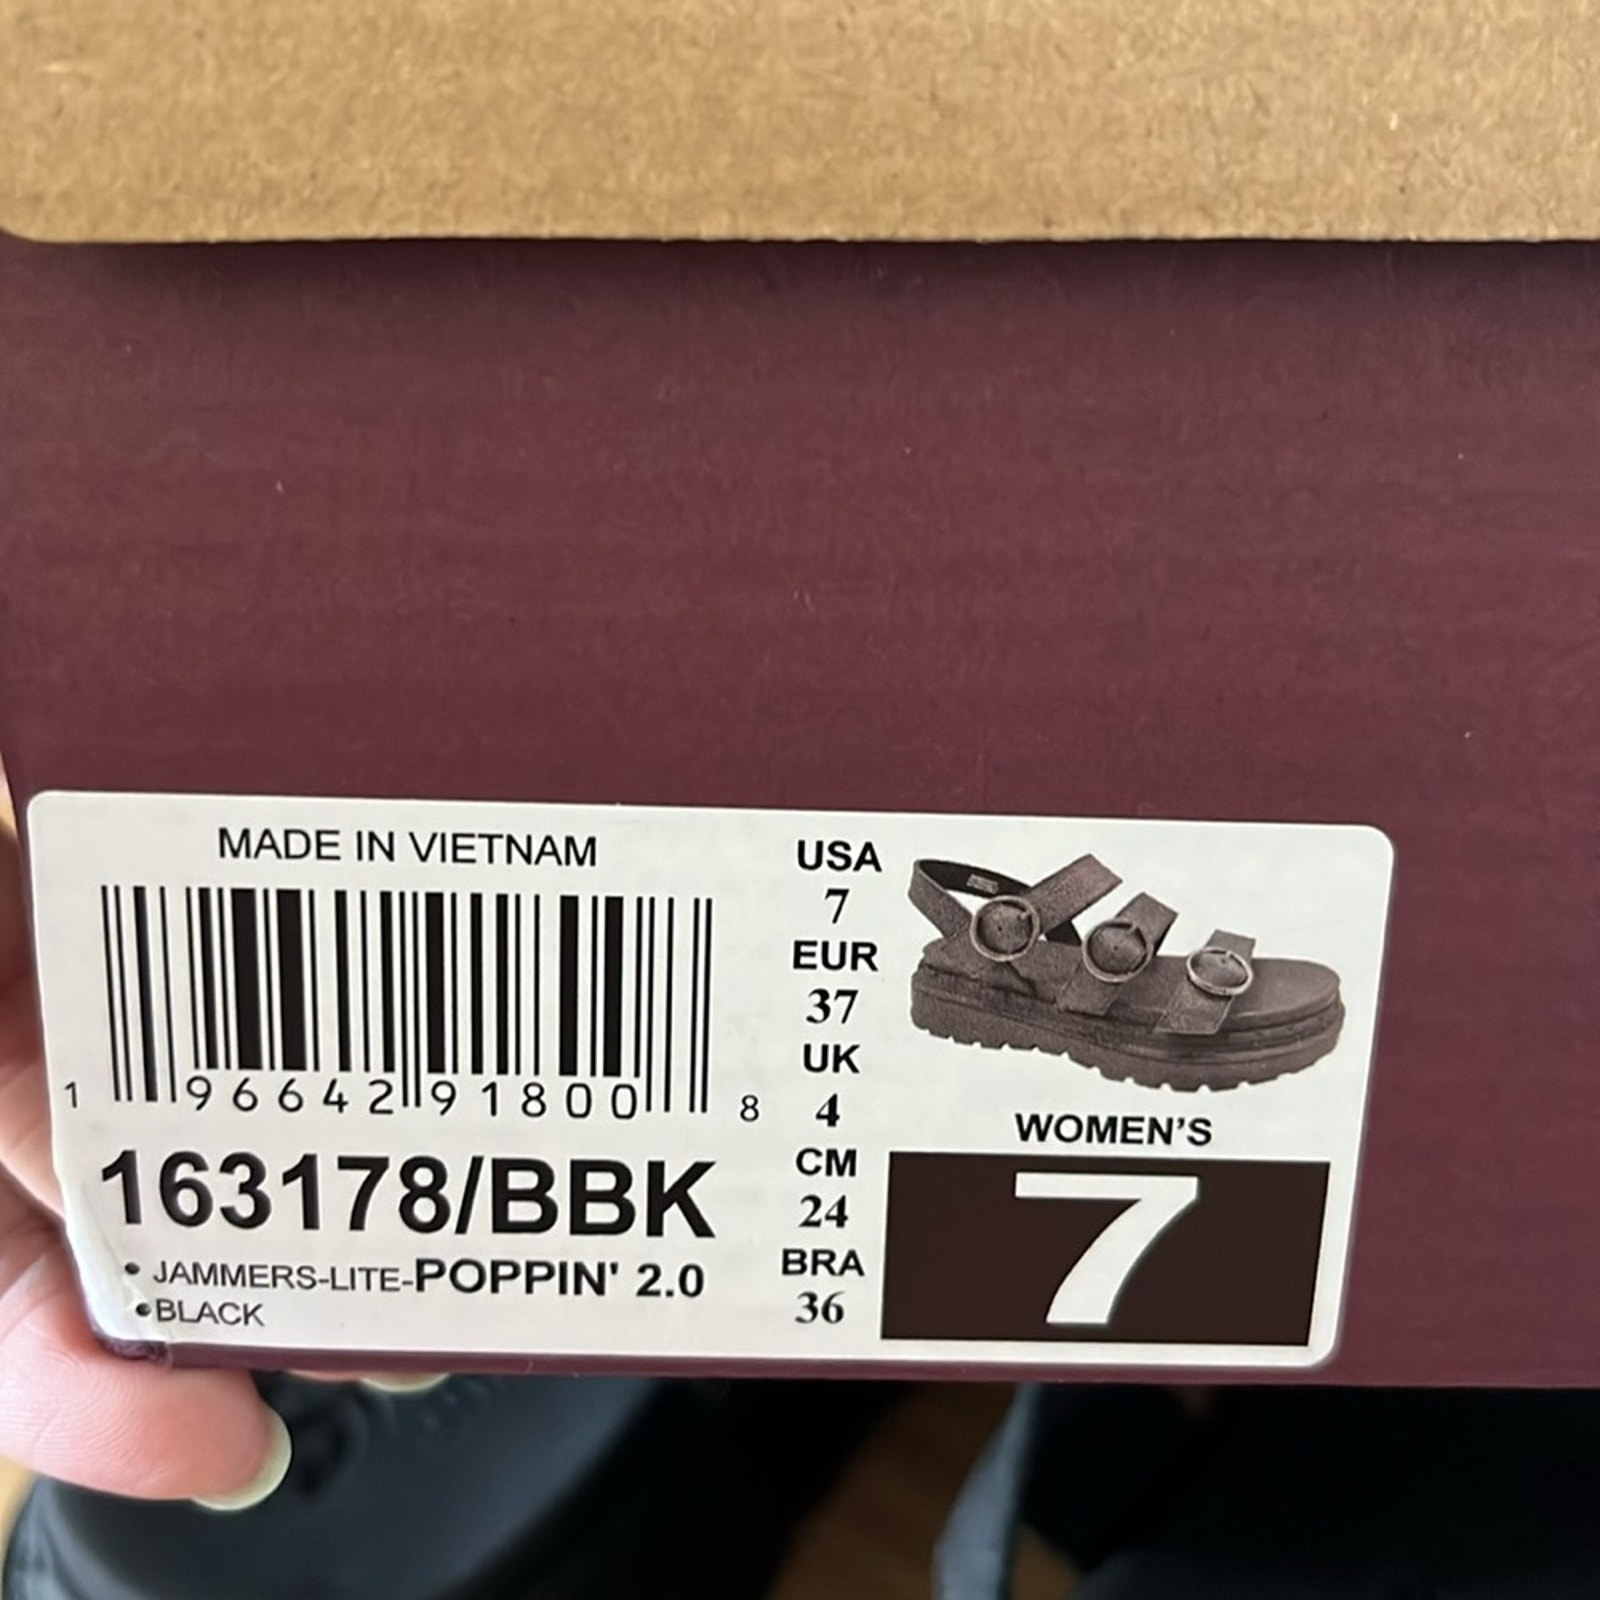 MADE IN VIETNAM
1 96642 91800 8
163178/BBK
• JAMMERS-LITE-POPPIN' 2.0
•BLACK
USA
7
EUR
37
UK
4
CM
24
BRA
36
WOMEN'S
7